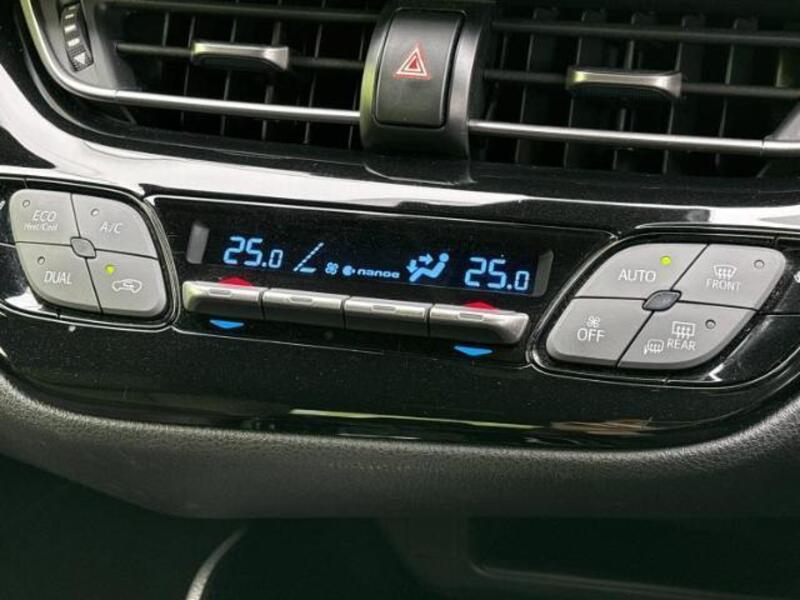 ECO
Heat/Cool
A/C
DUAL
25.0
nanoe
25.0
AUTO
FRONT
OFF
REAR